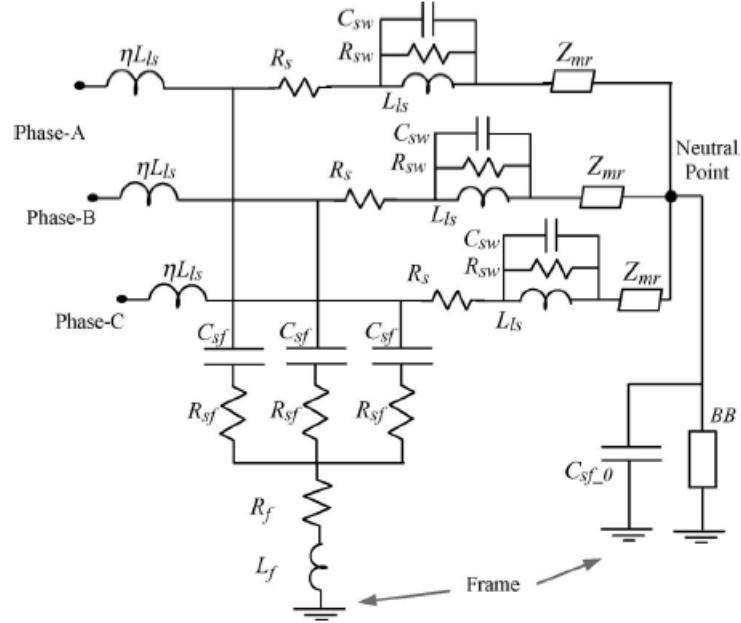 C_sw
ηL_ls
R_s
R_sw
Z_mr
L_ls
Phase-A
C_sw
Neutral
Point
ηL_ls
R_s
R_sw
Z_mr
L_ls
Phase-B
C_sw
ηL_ls
R_s
R_sw
Z_mr
L_ls
Phase-C
C_sf C_sf C_sf
R_sf R_sf R_sf
BB
C_sf_0
R_f
L_f
Frame